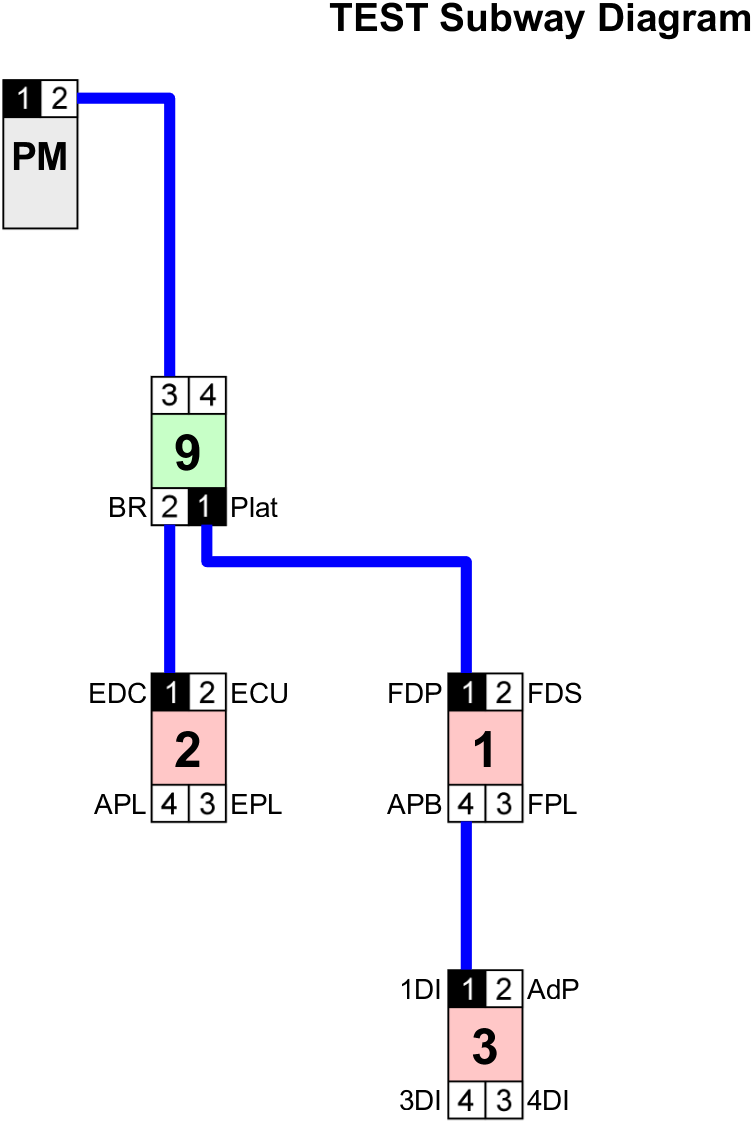 TEST Subway Diagram
1 2
PM
3 4
9
BR 2 1 Plat
EDC 1 2 ECU
2
APL 4 3 EPL
FDP 1 2 FDS
1
APB 4 3 FPL
1DI 1 2 AdP
3
3DI 4 3 4DI